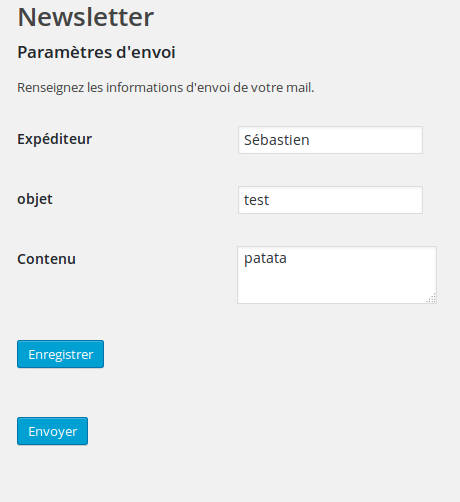 Newsletter
Paramètres d'envoi
Renseignez les informations d'envoi de votre mail.
Expéditeur Sébastien
objet test
Contenu patata
Enregistrer
Envoyer